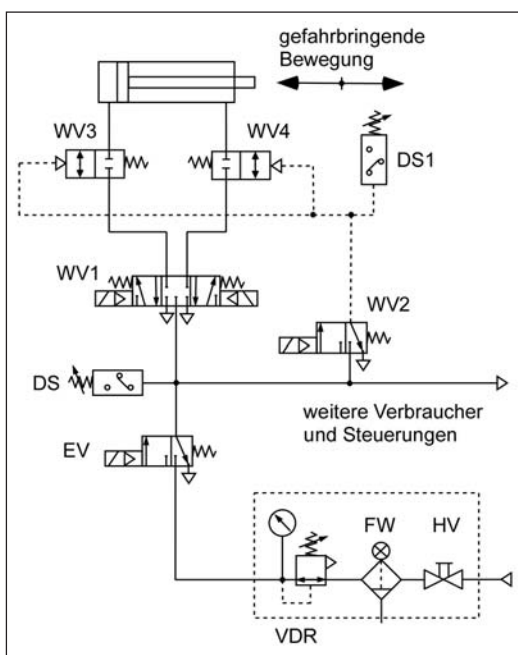 gefahrbringende
Bewegung
WV3
WV4
DS1
WV1
WV2
DS
weitere Verbraucher
und Steuerungen
EV
FW
HV
VDR